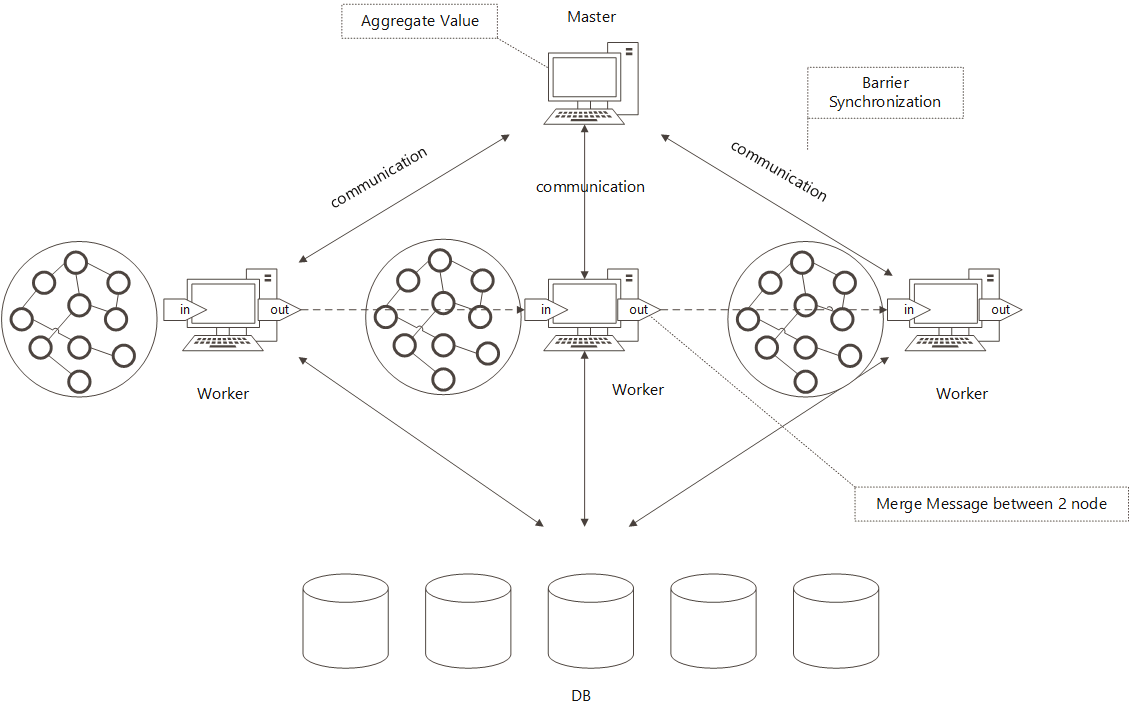 Aggregate Value
Master
Barrier
Synchronization
communication
communication
communication
in
out
in
out
in
out
Worker
Worker
Worker
Merge Message between 2 node
DB